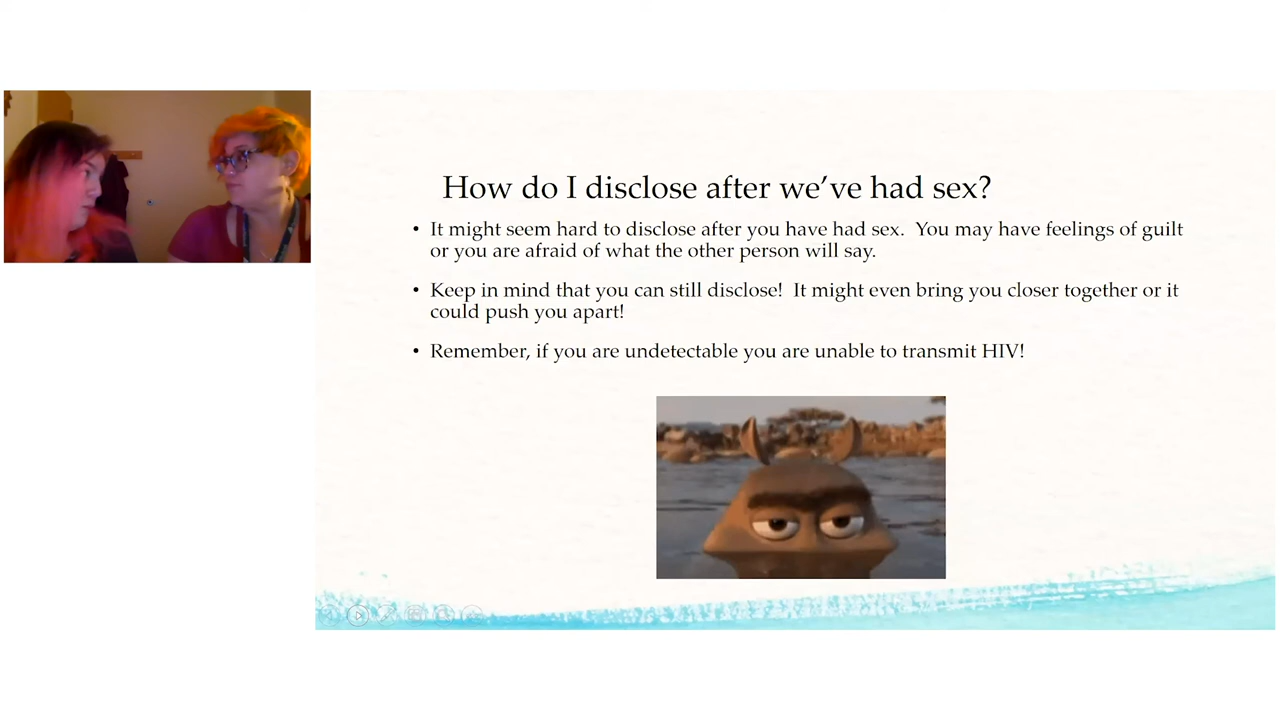 How do I disclose after we've had sex?
• It might seem hard to disclose after you have had sex.  You may have feelings of guilt
or you are afraid of what the other person will say.
• Keep in mind that you can still disclose!  It might even bring you closer together or it
could push you apart!
• Remember, if you are undetectable you are unable to transmit HIV!